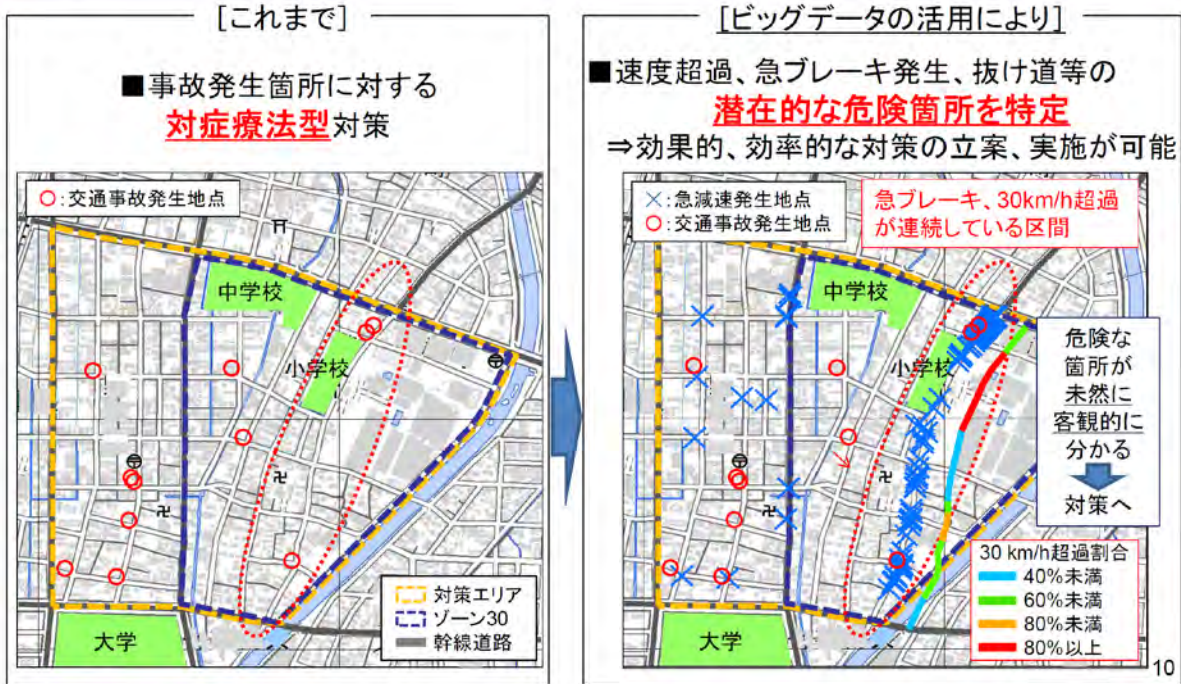 [これまで]
■事故発生箇所に対する
対症療法型対策
○:交通事故発生地点
中学校
小学校
大学
対策エリア
ゾーン30
幹線道路
[ビッグデータの活用により]
■速度超過、急ブレーキ発生、抜け道等の
潜在的な危険箇所を特定
⇒効果的、効率的な対策の立案、実施が可能
×:急減速発生地点
○:交通事故発生地点
急ブレーキ、30km/h超過
が連続している区間
中学校
小学校
大学
危険な
箇所が
未然に
客観的に
分かる
対策へ
30 km/h超過割合
40%未満
60%未満
80%未満
80%以上
10